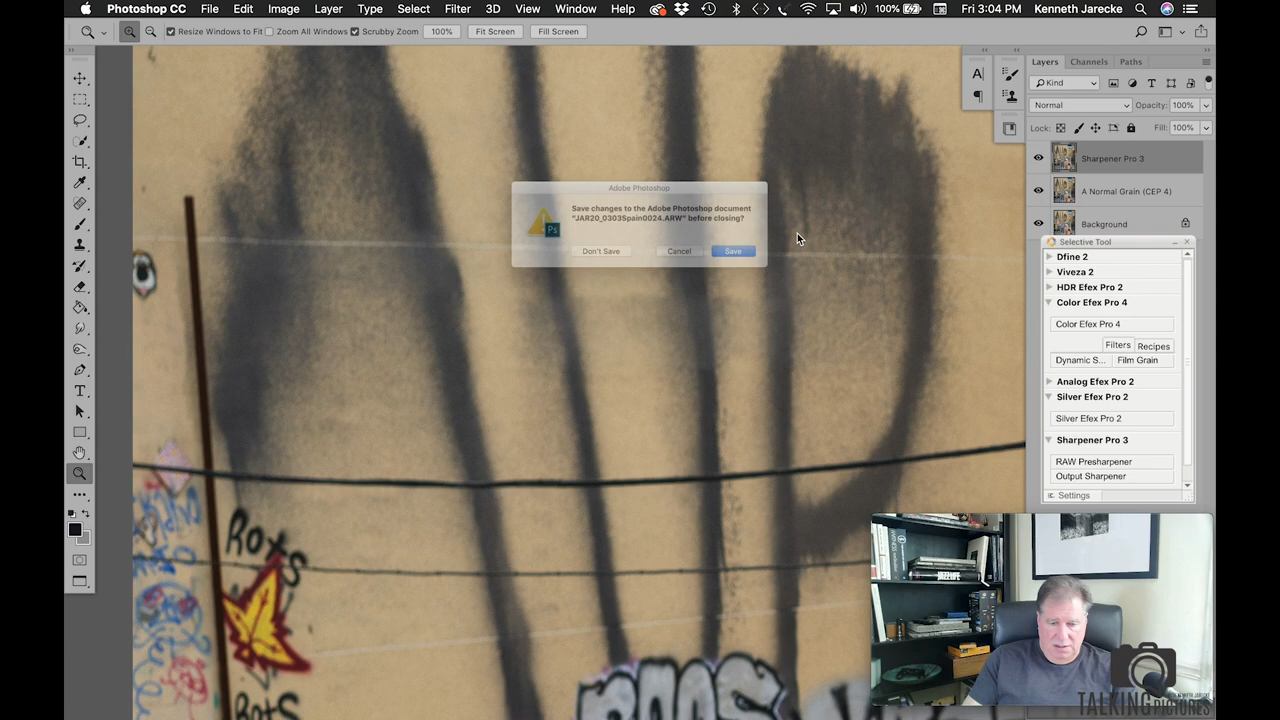 Photoshop CC File Edit Image Layer Type Select Filter 3D View Window Help 100% Fri 3:04 PM Kenneth Jarecke
Resize Windows to Fit Zoom All Windows Scrubby Zoom 100% Fit Screen Fill Screen
Layers Channels Paths
Kind
Normal Opacity: 100%
Lock: Fill: 100%
Sharpener Pro 3
A Normal Grain (CEP 4)
Background
Adobe Photoshop
Save changes to the Adobe Photoshop document
"JAR20_0303Spain0024.ARW" before closing?
Ps
Don't Save Cancel Save
Selective Tool
Dfine 2
Viveza 2
HDR Efex Pro 2
Color Efex Pro 4
Color Efex Pro 4
Filters Recipes
Dynamic S... Film Grain
Analog Efex Pro 2
Silver Efex Pro 2
Silver Efex Pro 2
Sharpener Pro 3
RAW Presharpener
Output Sharpener
Settings
Rots
Rots
JAZZ LIFE
TALKING PICTURES